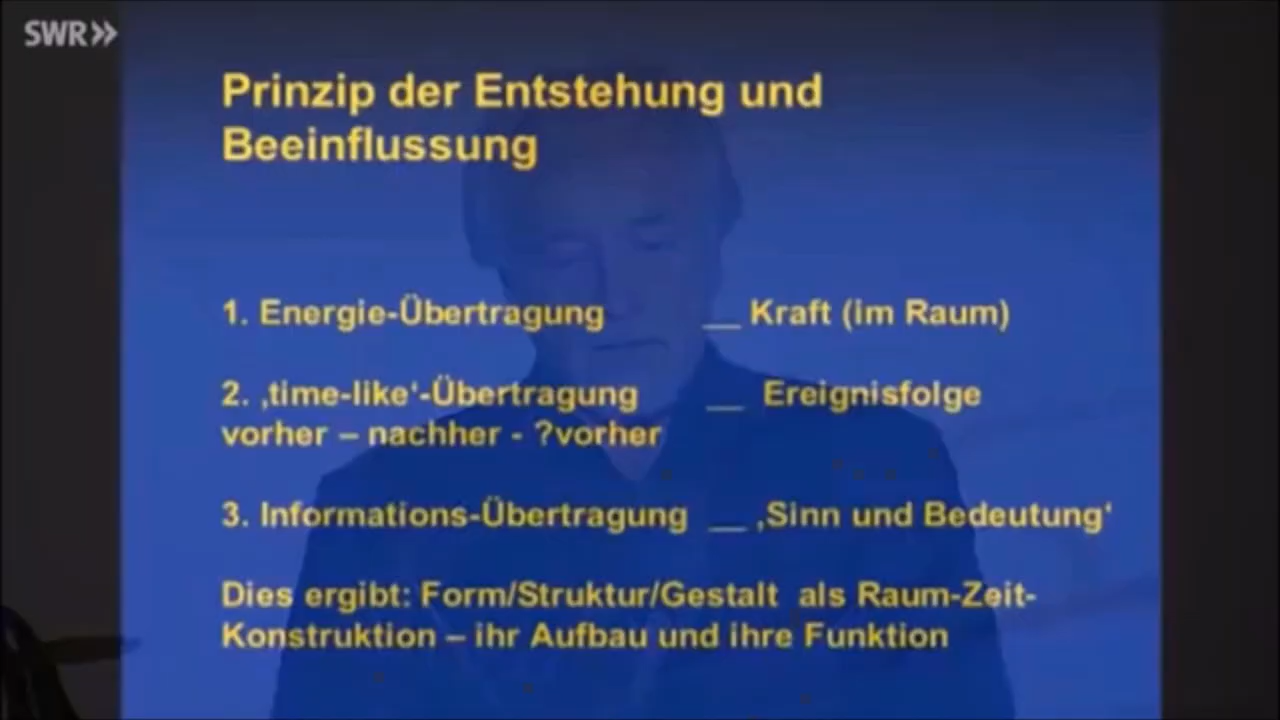 SWR»
Prinzip der Entstehung und
Beeinflussung
1. Energie-Übertragung __ Kraft (im Raum)
2. ‚time-like‘-Übertragung __ Ereignisfolge
vorher – nachher - ?vorher
3. Informations-Übertragung __ ‚Sinn und Bedeutung‘
Dies ergibt: Form/Struktur/Gestalt als Raum-Zeit-
Konstruktion – ihr Aufbau und ihre Funktion